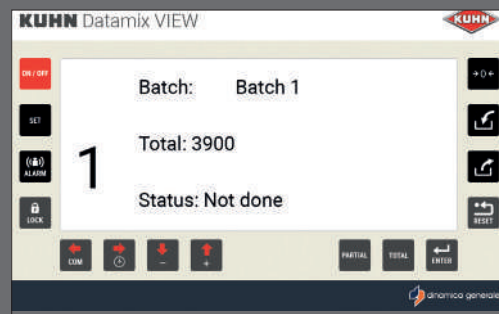 KUHN Datamix VIEW
KUHN
ON / OFF
SET
ALARM
LOCK
1
Batch: Batch 1
Total: 3900
Status: Not done
→0←
RESET
COM
−
+
PARTIAL
TOTAL
ENTER
dinamica generale